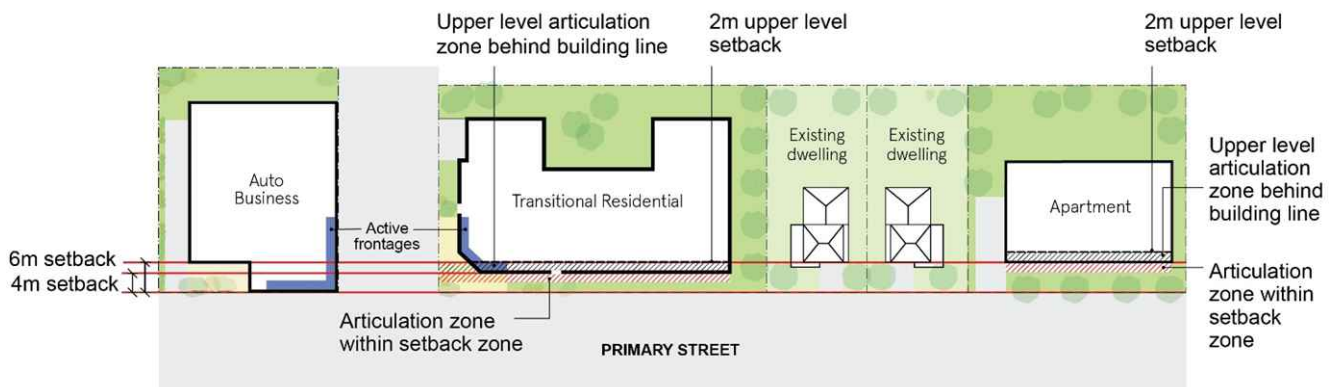 Upper level articulation
zone behind building line
2m upper level
setback
2m upper level
setback
Existing
dwelling
Existing
dwelling
Upper level
articulation
zone behind
building line
Auto
Business
Transitional Residential
Apartment
Active
frontages
6m setback
4m setback
Articulation
zone within
setback
zone
Articulation zone
within setback zone
PRIMARY STREET